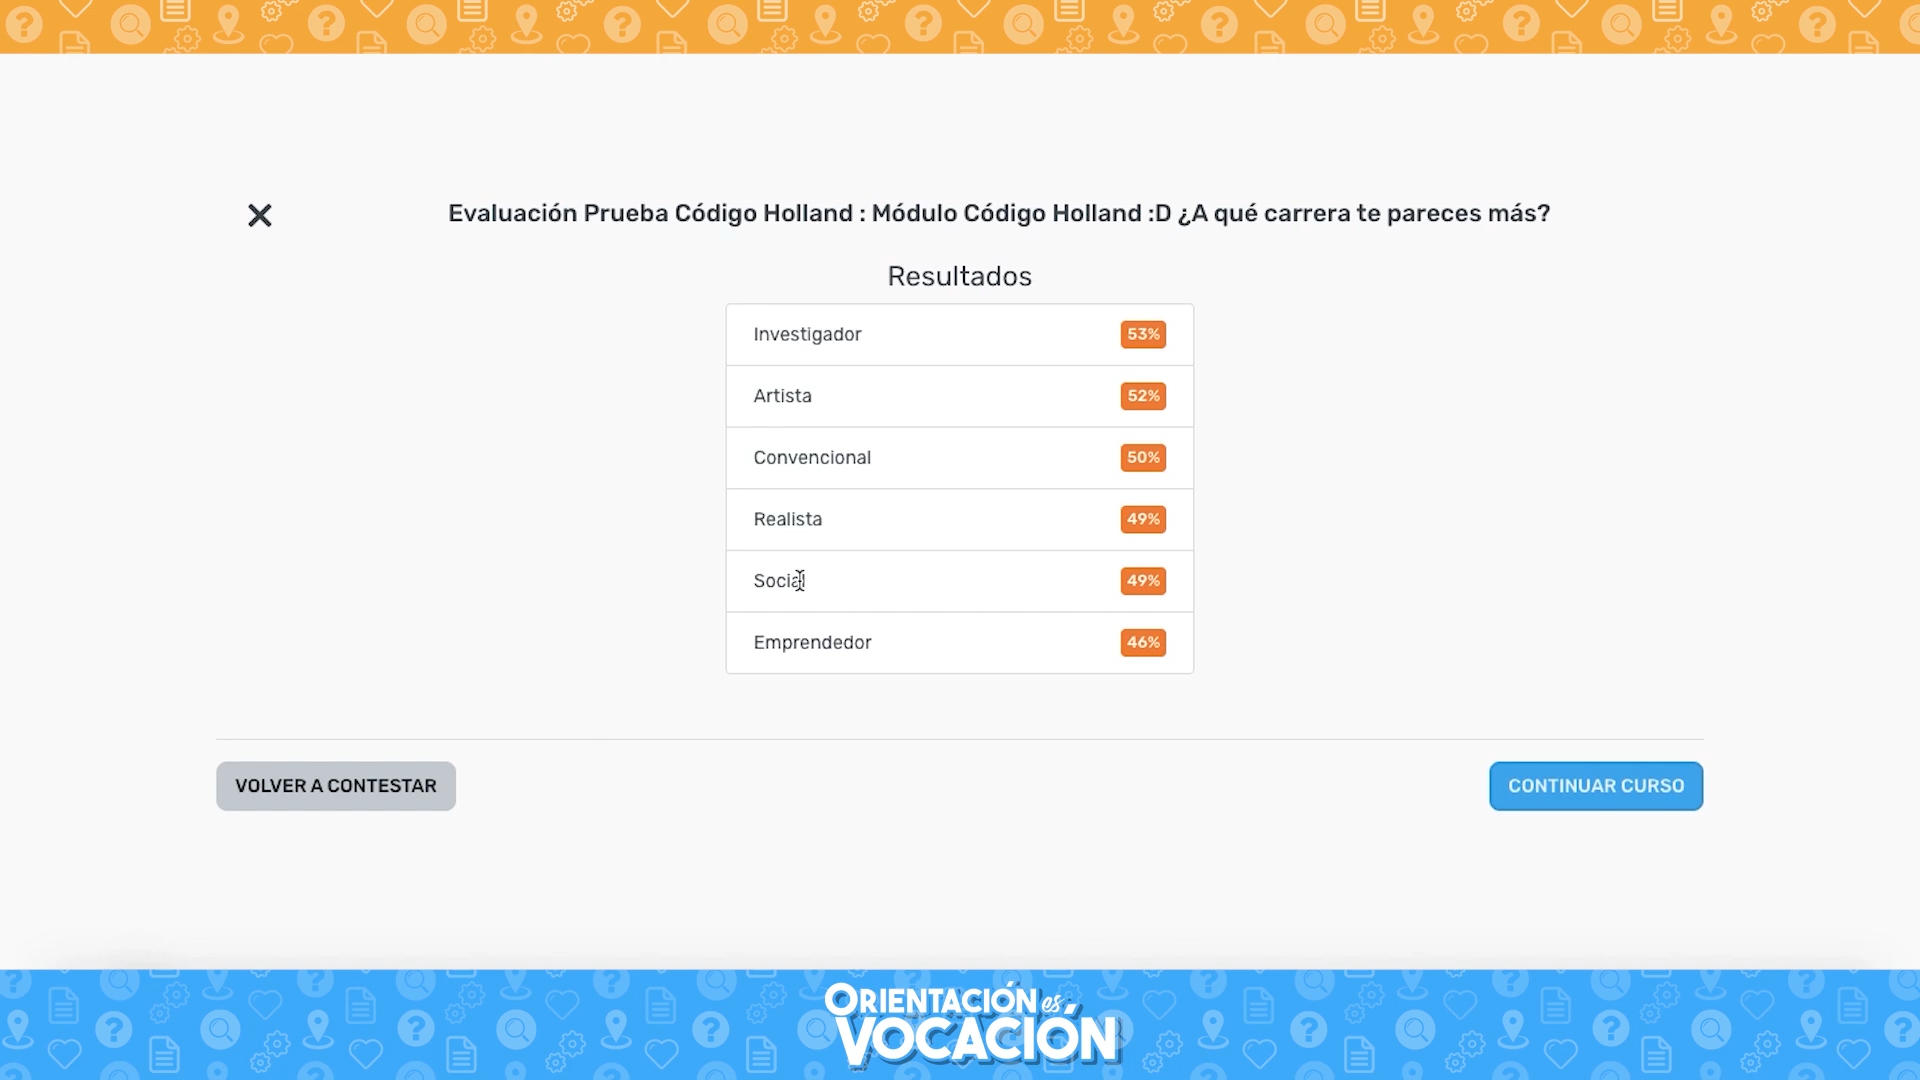 Evaluación Prueba Código Holland : Módulo Código Holland :D ¿A qué carrera te pareces más?
Resultados
Investigador 53%
Artista 52%
Convencional 50%
Realista 49%
Social 49%
Emprendedor 46%
VOLVER A CONTESTAR
CONTINUAR CURSO
ORIENTACIÓN es
VOCACIÓN